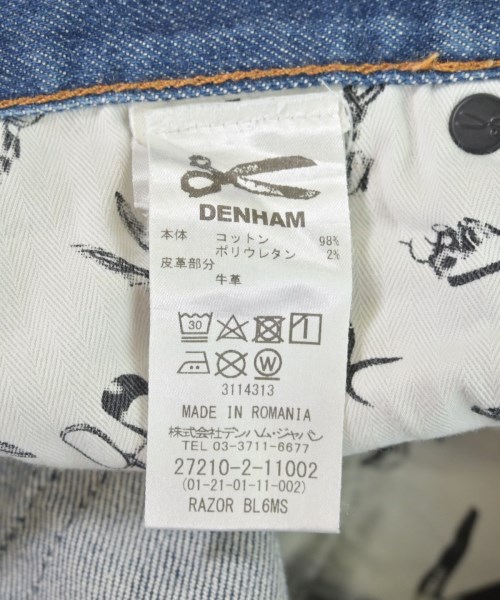 DENHAM
本体 コットン 98%
ポリウレタン 2%
皮革部分
牛革
30
W
3114313
MADE IN ROMANIA
株式会社デンハム・ジャパン
TEL 03-3711-6677
27210-2-11002
(01-21-01-11-002)
RAZOR BL6MS